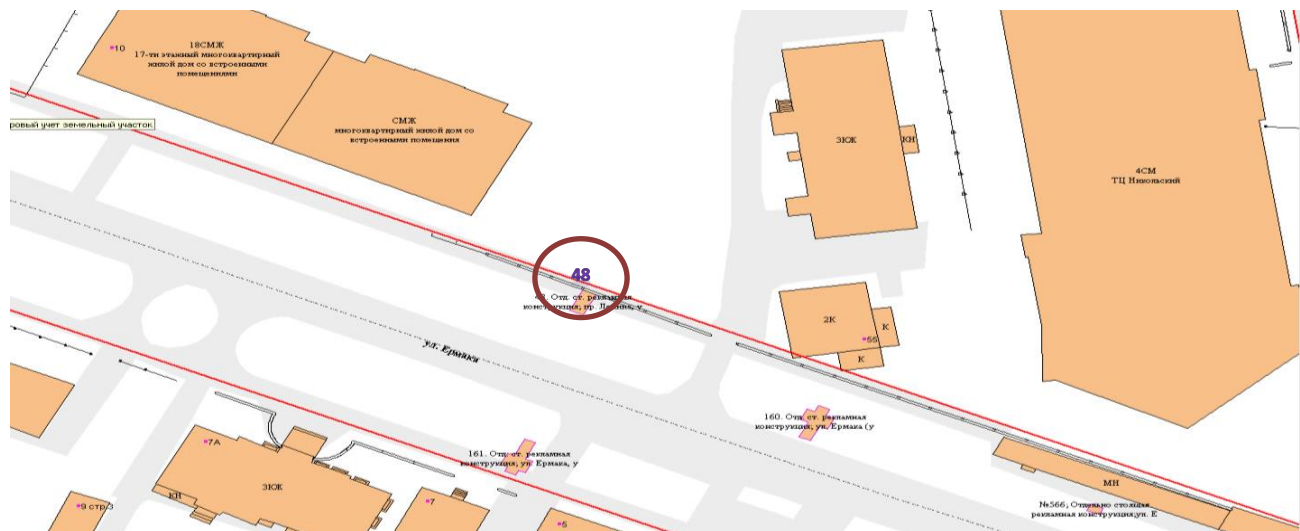 10
18СМЖ
17-ти этажный многоквартирный
жилой дом со встроенными
помещениями
СМЖ
многоквартирный жилой дом со
встроенными помещения
ровый учет земельный участок
3КЖ
КН
4СМ
ТЦ Никольский
48
Отд. ст. рекламная
конструкция; пр.
ул. Ермака
2К
К
55
К
160. Отд. ст. рекламная
конструкция; ул. Ермака (у
161. Отд. ст. рекламная
конструкция; ул. Ермака, у
7А
3КЖ
КН
9 стр.3
7
5
МН
№566; Отдельно стоящая
рекламная конструкция;ул. Е